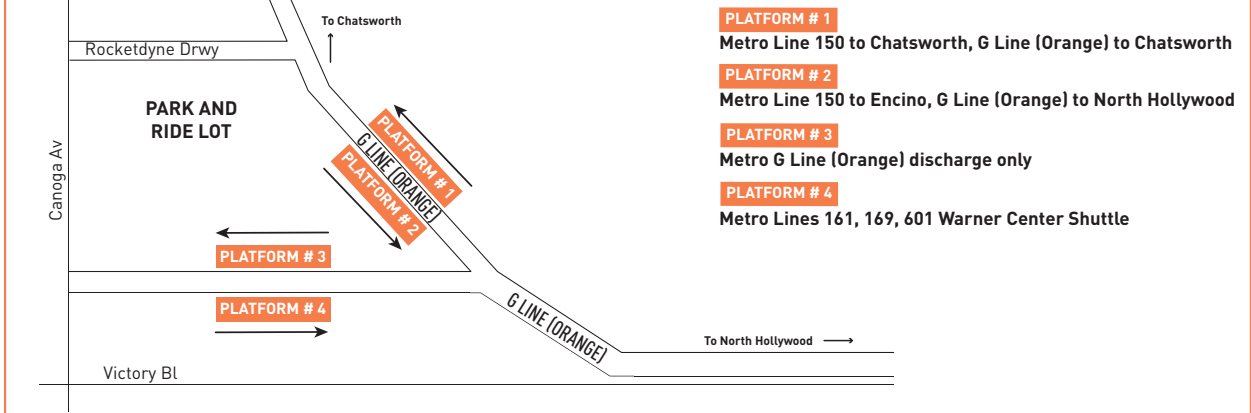 To Chatsworth
Rocketdyne Drwy
PARK AND
RIDE LOT
Canoga Av
PLATFORM # 1
G LINE (ORANGE)
PLATFORM # 2
PLATFORM # 3
PLATFORM # 4
G LINE (ORANGE)
To North Hollywood
Victory Bl
PLATFORM # 1
Metro Line 150 to Chatsworth, G Line (Orange) to Chatsworth
PLATFORM # 2
Metro Line 150 to Encino, G Line (Orange) to North Hollywood
PLATFORM # 3
Metro G Line (Orange) discharge only
PLATFORM # 4
Metro Lines 161, 169, 601 Warner Center Shuttle